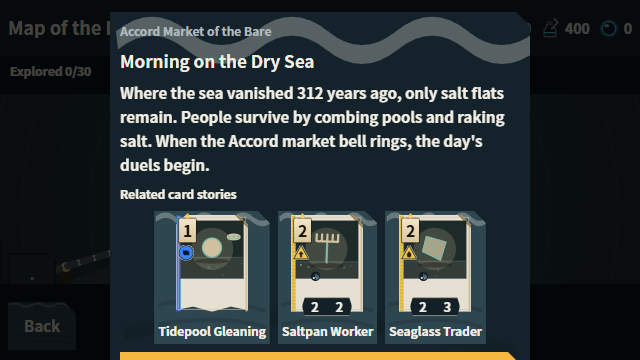 Map of the
400
0
Explored 0/30
Accord Market of the Bare
Morning on the Dry Sea
Where the sea vanished 312 years ago, only salt flats
remain. People survive by combing pools and raking
salt. When the Accord market bell rings, the day's
duels begin.
Related card stories
1
2
2
2 2
2 3
Tidepool Gleaning
Saltpan Worker
Seaglass Trader
Back